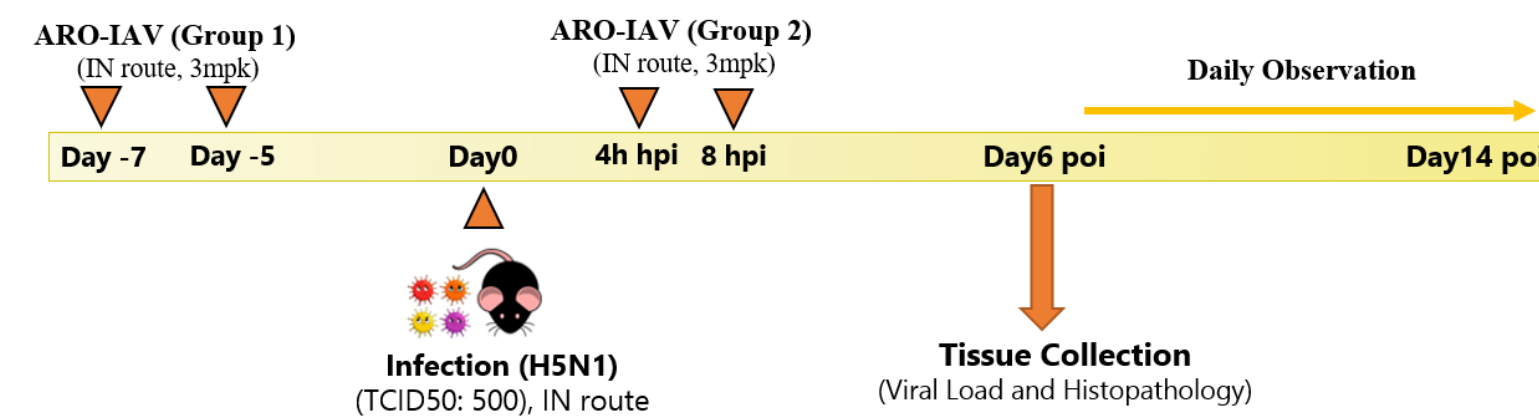 ARO-IAV (Group 1)
(IN route, 3mpk)
ARO-IAV (Group 2)
(IN route, 3mpk)
Daily Observation
Day -7
Day -5
Day0
4h hpi
8 hpi
Day6 poi
Day14 poi
Infection (H5N1)
(TCID50: 500), IN route
Tissue Collection
(Viral Load and Histopathology)